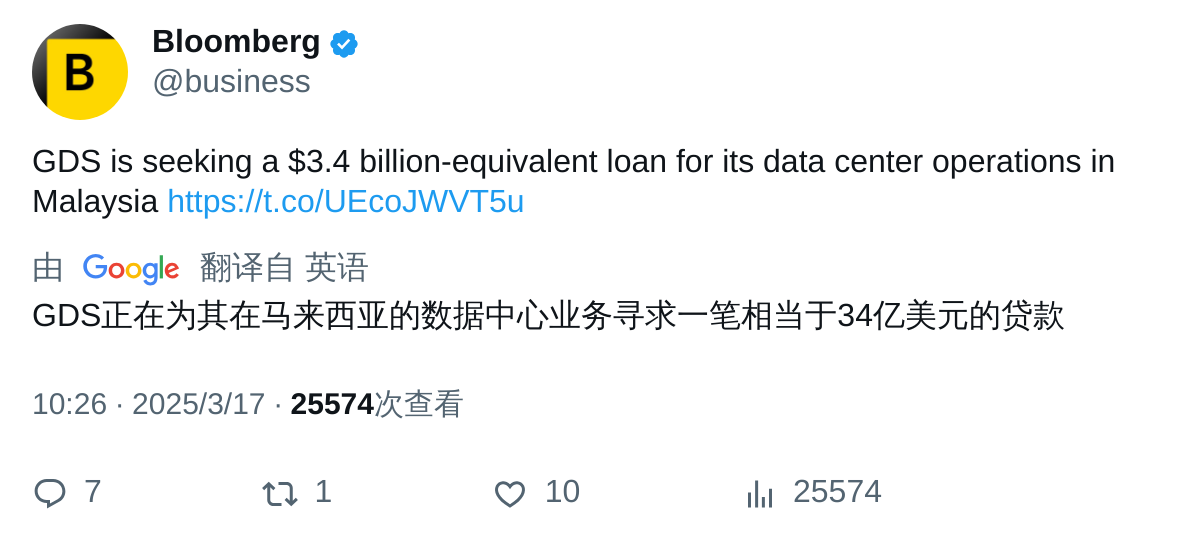 B
Bloomberg
@business
GDS is seeking a $3.4 billion-equivalent loan for its data center operations in
Malaysia https://t.co/UEcoJWVT5u
由 Google 翻译自 英语
GDS正在为其在马来西亚的数据中心业务寻求一笔相当于34亿美元的贷款
10:26 · 2025/3/17 · 25574次查看
7 1 10 25574